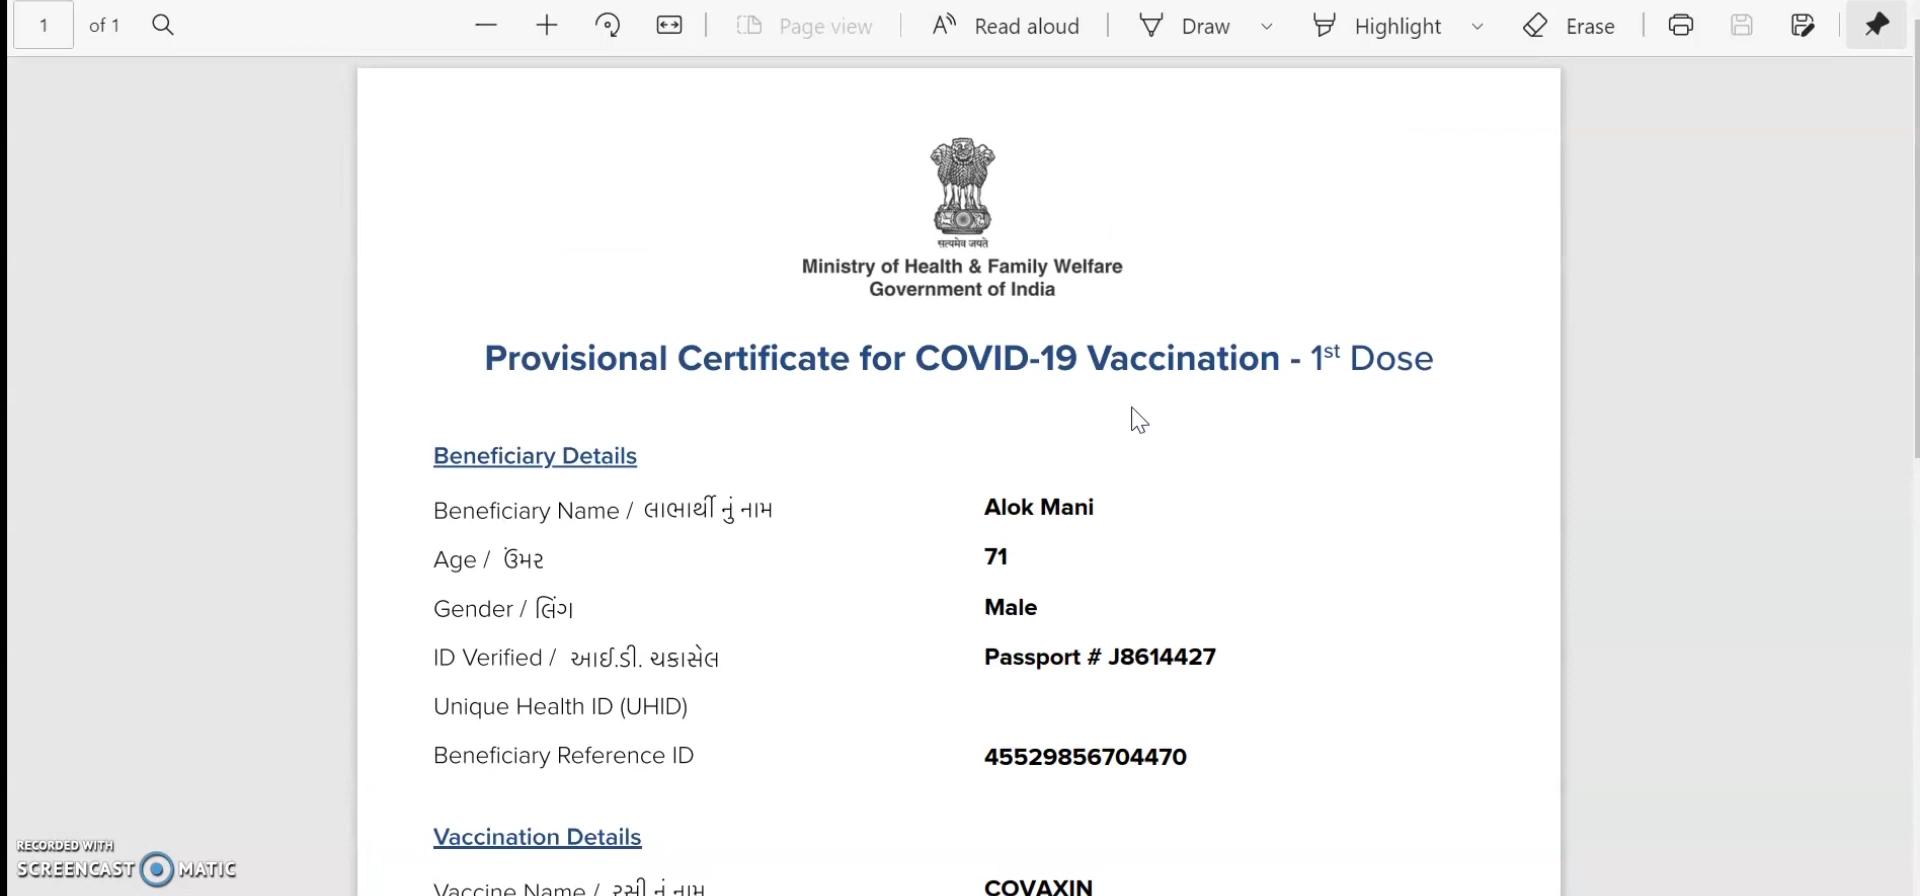 1 of 1 Page view Read aloud Draw Highlight Erase
सत्यमेव जयते
Ministry of Health & Family Welfare
Government of India
Provisional Certificate for COVID-19 Vaccination - 1st Dose
Beneficiary Details
Beneficiary Name / લાભાર્થી નું નામ Alok Mani
Age / ઉંમર 71
Gender / લિંગ Male
ID Verified / આઈ.ડી. ચકાસેલ Passport # J8614427
Unique Health ID (UHID)
Beneficiary Reference ID 45529856704470
Vaccination Details
Vaccine Name / રસી નું નામ COVAXIN
RECORDED WITH
SCREENCAST MATIC